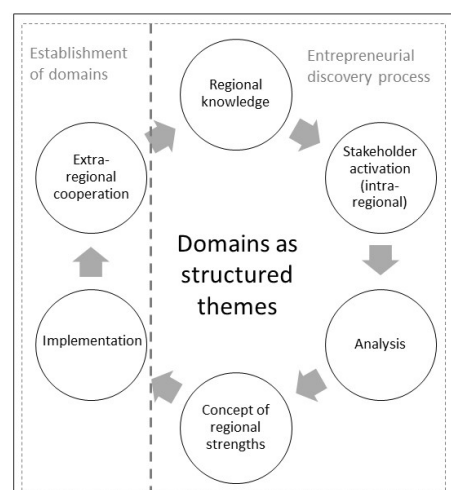 Establishment
of domains
Entrepreneurial
discovery process
Regional
knowledge
Stakeholder
activation
(intra-
regional)
Analysis
Concept of
regional
strengths
Implementation
Extra-
regional
cooperation
Domains as
structured
themes